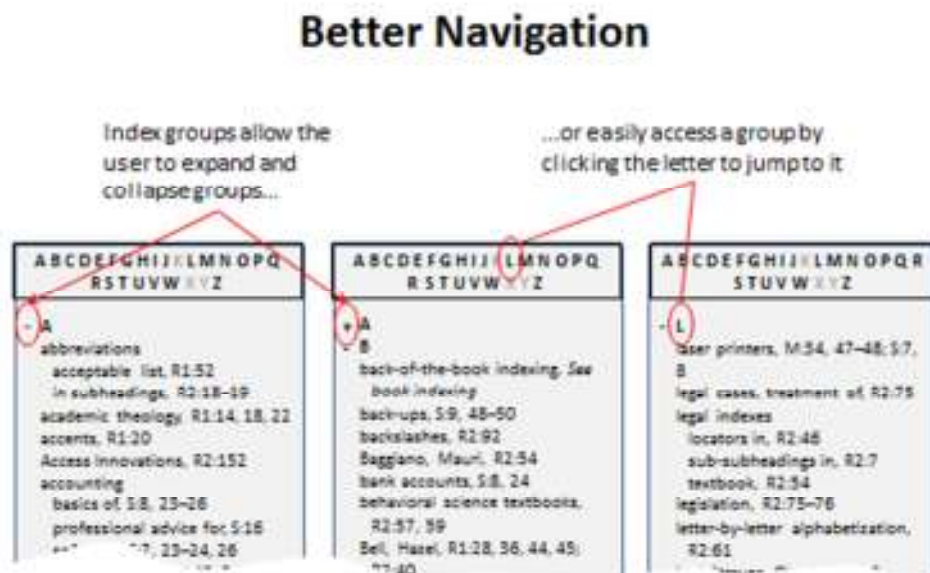 Better Navigation
Index groups allow the
user to expand and
collapse groups...
...or easily access a group by
clicking the letter to jump to it
A B C D E F G H I J K L M N O P Q
R S T U V W X Y Z
- A
abbreviations
acceptable list, R1:52
in subheadings, R2:18–19
academic theology, R1:14, 18, 22
accents, R1:20
Access Innovations, R2:152
accounting
basics of, S:8, 23–26
professional advice for, S:16
23–24, 26
A B C D E F G H I J K L M N O P Q
R S T U V W X Y Z
+ A
- B
back-of-the-book indexing. See
book indexing
back-ups, S:9, 48–50
backslashes, R2:92
Baggiano, Mauri, R2:54
bank accounts, S:8, 24
behavioral science textbooks,
R2:57, 59
Bell, Hazel, R1:28, 36, 44, 45;
A B C D E F G H I J K L M N O P Q R
S T U V W X Y Z
- L
laser printers, M:34, 47–48; S:7,
8
legal cases, treatment of, R2:75
legal indexes
locators in, R2:46
sub-subheadings in, R2:7
textbook, R2:54
legislation, R2:75–76
letter-by-letter alphabetization,
R2:61